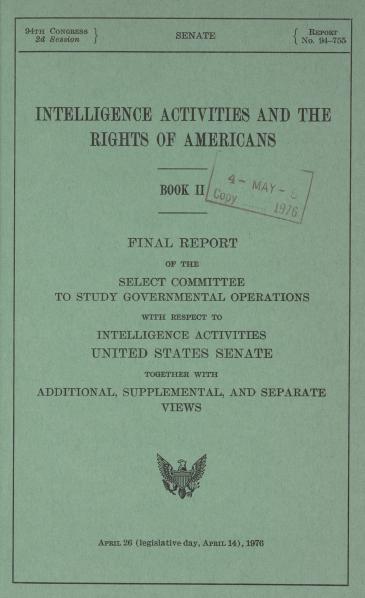 94TH CONGRESS
2d Session
SENATE
REPORT
No. 94-755
INTELLIGENCE ACTIVITIES AND THE
RIGHTS OF AMERICANS
BOOK II
4- MAY-
Copy 1976
FINAL REPORT
OF THE
SELECT COMMITTEE
TO STUDY GOVERNMENTAL OPERATIONS
WITH RESPECT TO
INTELLIGENCE ACTIVITIES
UNITED STATES SENATE
TOGETHER WITH
ADDITIONAL, SUPPLEMENTAL, AND SEPARATE
VIEWS
APRIL 26 (legislative day, APRIL 14), 1976